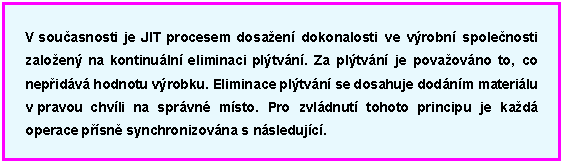 V současnosti je JIT procesem dosažení dokonalosti ve výrobní společnosti
založený na kontinuální eliminaci plýtvání. Za plýtvání je považováno to, co
nepřidává hodnotu výrobku. Eliminace plýtvání se dosahuje dodáním materiálu
v pravou chvíli na správné místo. Pro zvládnutí tohoto principu je každá
operace přísně synchronizována s následující.